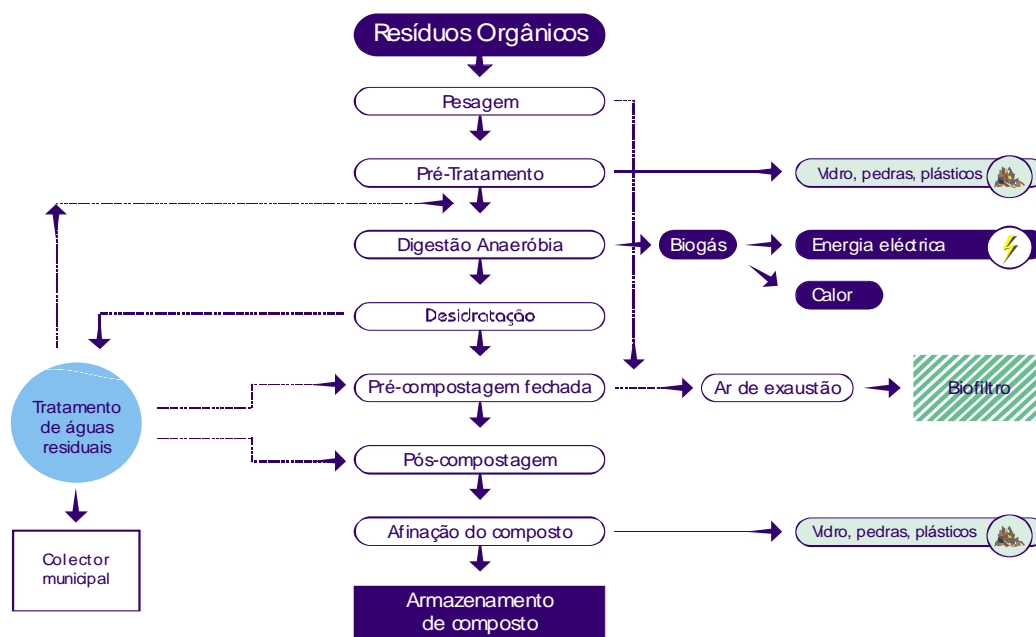 Resíduos Orgânicos
Pesagem
Pré-Tratamento
Vidro, pedras, plásticos
Digestão Anaeróbia
Biogás
Energia eléctrica
Calor
Desidratação
Pré-compostagem fechada
Ar de exaustão
Biofiltro
Tratamento
de águas
residuais
Pós-compostagem
Afinação do composto
Vidro, pedras, plásticos
Colector
municipal
Armazenamento
de composto